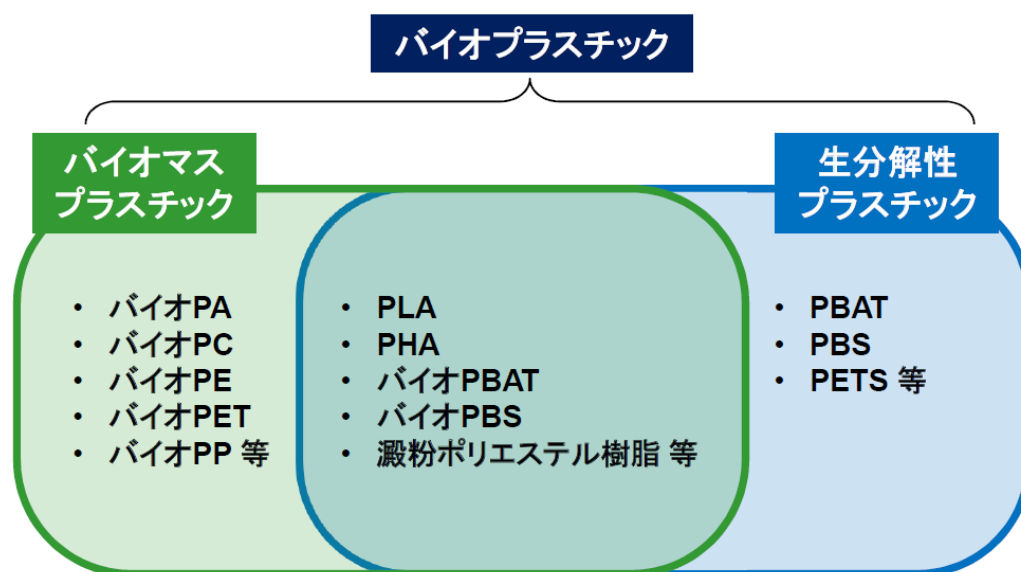 バイオプラスチック
バイオマス
プラスチック
生分解性
プラスチック
・ バイオPA
・ バイオPC
・ バイオPE
・ バイオPET
・ バイオPP 等
・ PLA
・ PHA
・ バイオPBAT
・ バイオPBS
・ 澱粉ポリエステル樹脂 等
・ PBAT
・ PBS
・ PETS 等